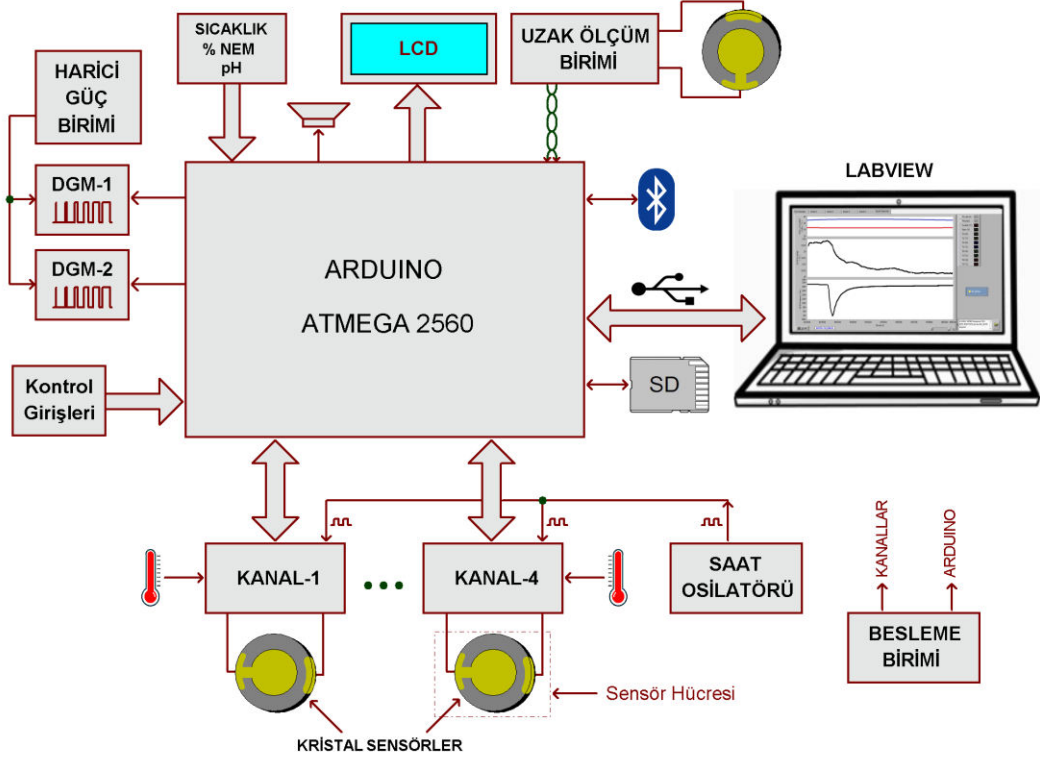 SICAKLIK
% NEM
pH
LCD
UZAK ÖLÇÜM
BİRİMİ
HARİCİ
GÜÇ
BİRİMİ
DGM-1
DGM-2
LABVIEW
ARDUINO
ATMEGA 2560
SD
Kontrol
Girişleri
KANAL-1
KANAL-4
SAAT
OSİLATÖRÜ
KANALLAR
ARDUINO
BESLEME
BİRİMİ
Sensör Hücresi
KRİSTAL SENSÖRLER